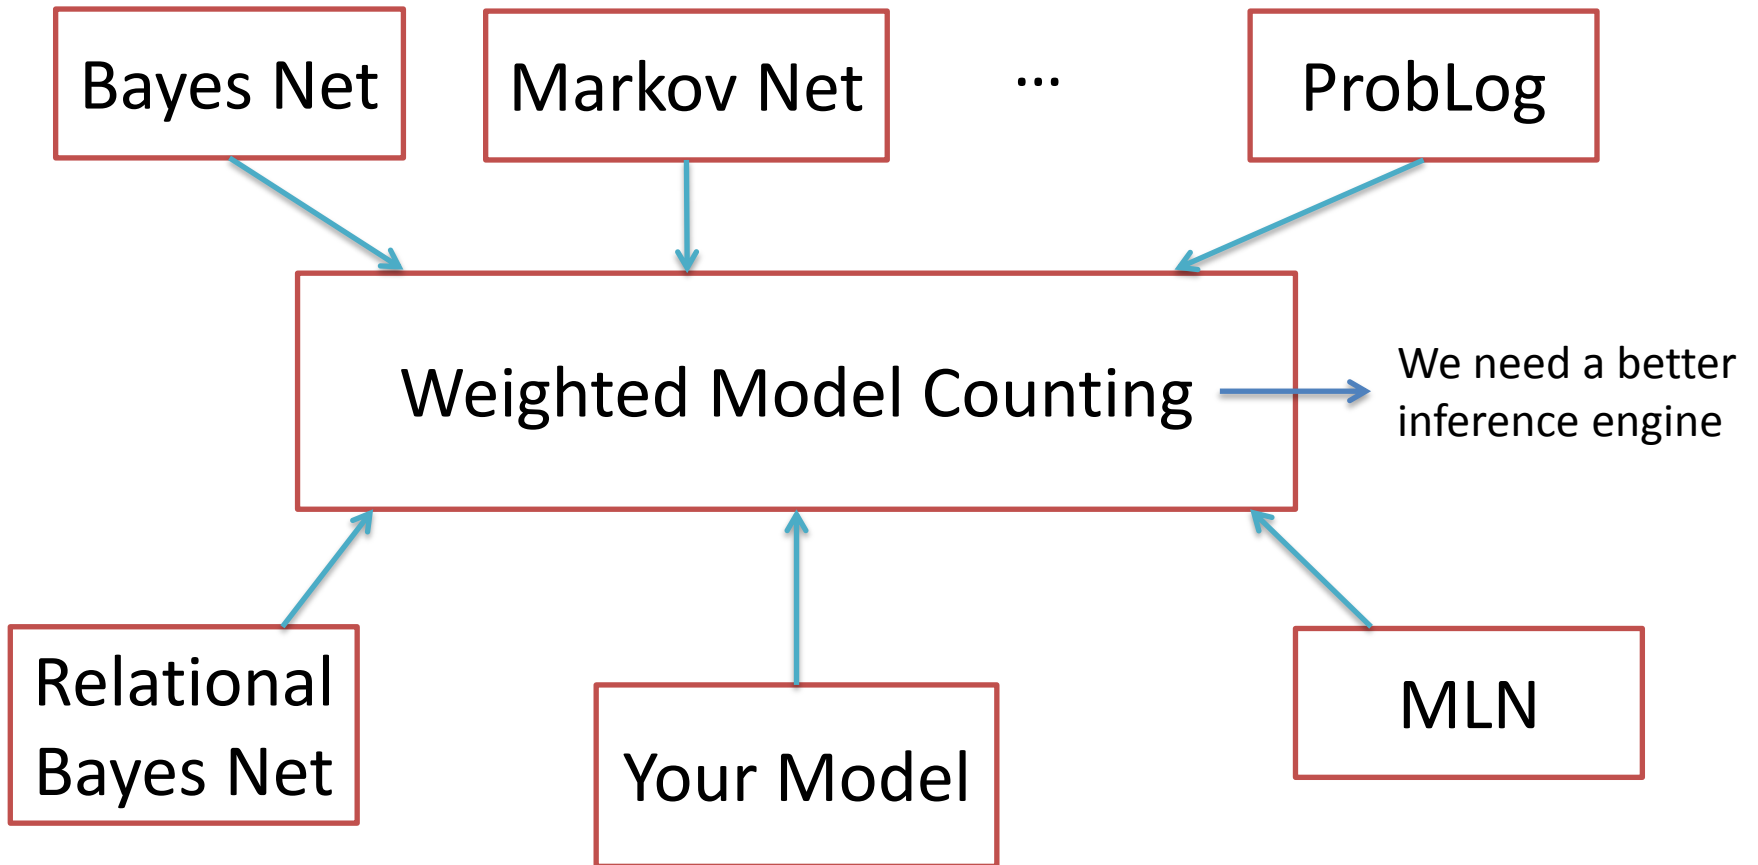 Bayes Net
Markov Net
...
ProbLog
Weighted Model Counting
We need a better
inference engine
Relational
Bayes Net
Your Model
MLN